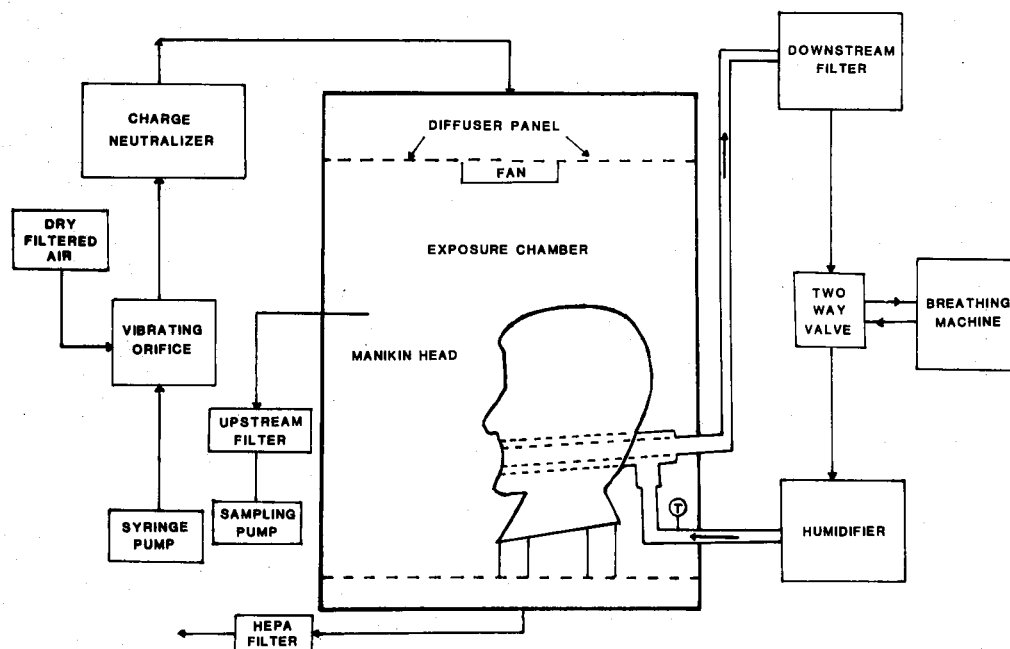 CHARGE
NEUTRALIZER
DRY
FILTERED
AIR
VIBRATING
ORIFICE
SYRINGE
PUMP
UPSTREAM
FILTER
SAMPLING
PUMP
HEPA
FILTER
DIFFUSER PANEL
FAN
EXPOSURE CHAMBER
MANIKIN HEAD
T
DOWNSTREAM
FILTER
TWO
WAY
VALVE
BREATHING
MACHINE
HUMIDIFIER